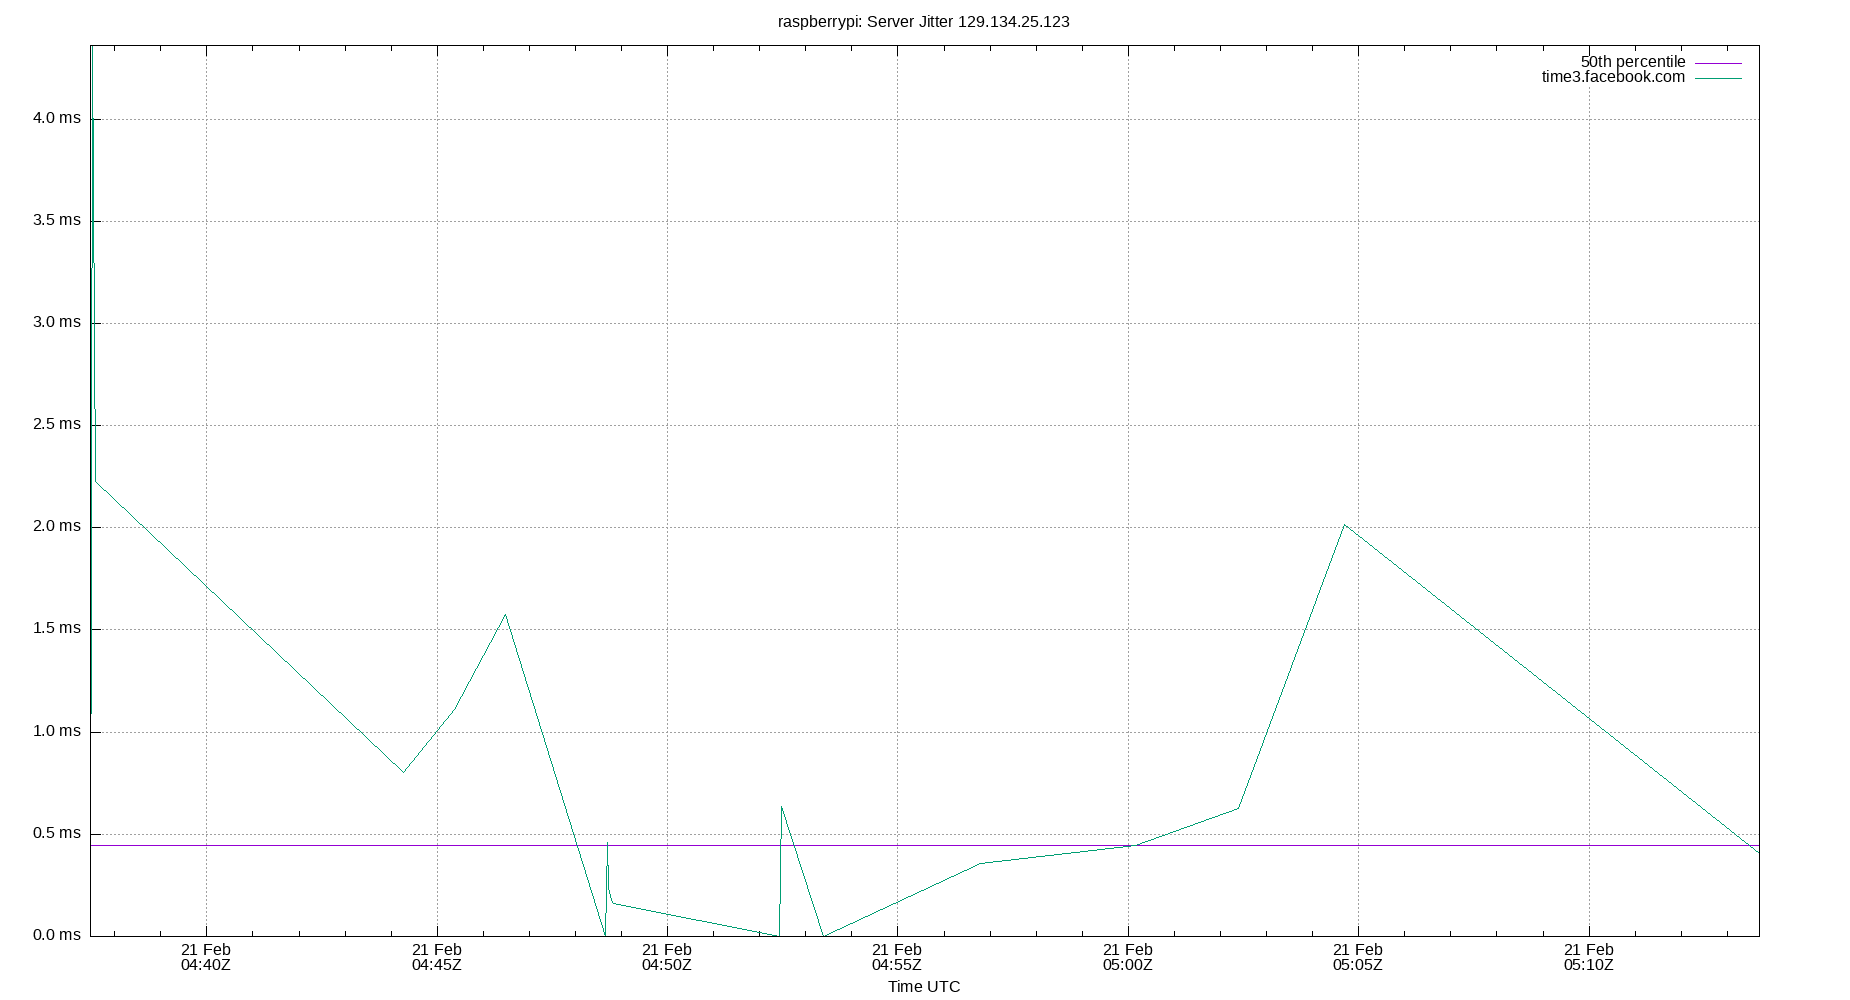 raspberrypi: Server Jitter 129.134.25.123
50th percentile
time3.facebook.com
4.0 ms
3.5 ms
3.0 ms
2.5 ms
2.0 ms
1.5 ms
1.0 ms
0.5 ms
0.0 ms
21 Feb 21 Feb 21 Feb 21 Feb 21 Feb 21 Feb 21 Feb
04:40Z 04:45Z 04:50Z 04:55Z 05:00Z 05:05Z 05:10Z
Time UTC